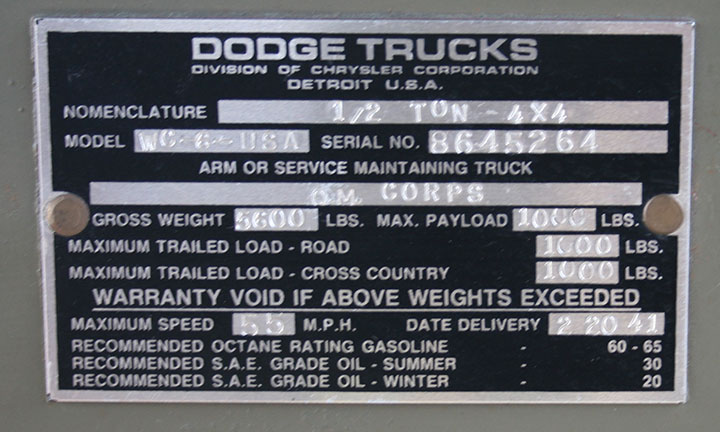 DODGE TRUCKS
DIVISION OF CHRYSLER CORPORATION
DETROIT U.S.A.
NOMENCLATURE 1/2 TON - 4X4
MODEL WC-6-USA SERIAL NO. 8645264
ARM OR SERVICE MAINTAINING TRUCK
Q.M. CORPS
GROSS WEIGHT 5600 LBS. MAX. PAYLOAD 1000 LBS.
MAXIMUM TRAILED LOAD - ROAD 1000 LBS.
MAXIMUM TRAILED LOAD - CROSS COUNTRY 1000 LBS.
WARRANTY VOID IF ABOVE WEIGHTS EXCEEDED
MAXIMUM SPEED 55 M.P.H. DATE DELIVERY 2 20 41
RECOMMENDED OCTANE RATING GASOLINE - 60 - 65
RECOMMENDED S.A.E. GRADE OIL - SUMMER - 30
RECOMMENDED S.A.E. GRADE OIL - WINTER - 20